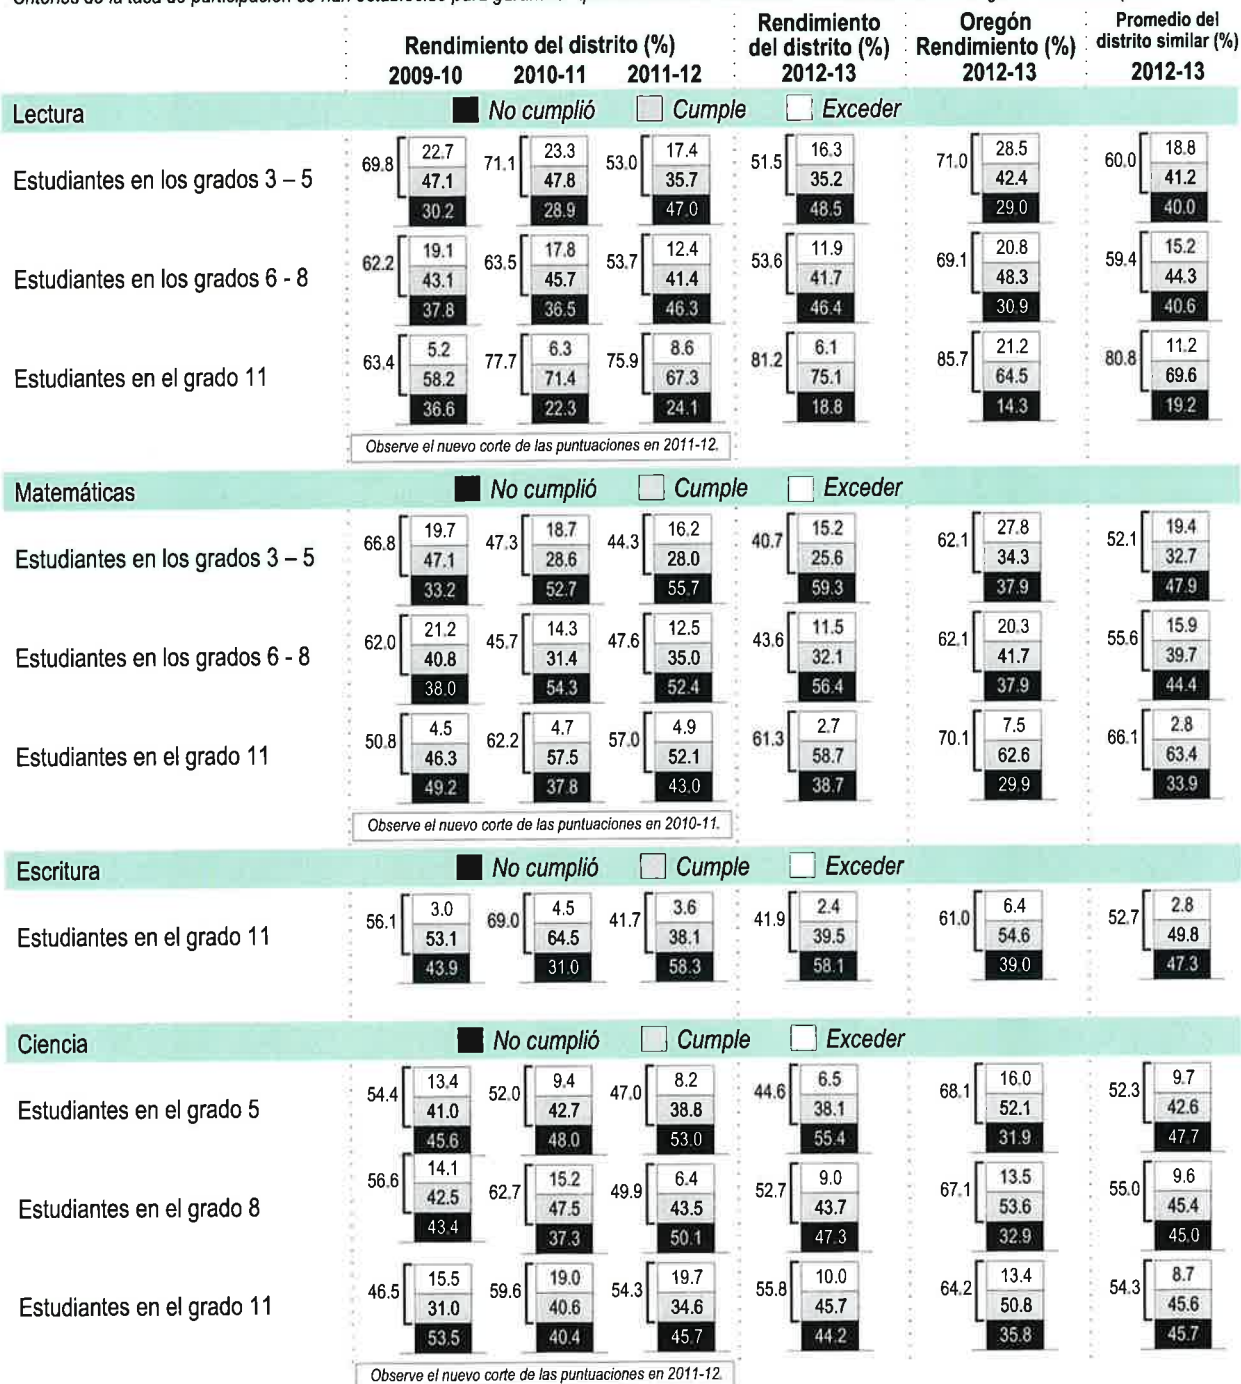 Rendimiento del distrito (%)
2009-10 2010-11 2011-12
Rendimiento
del distrito (%)
2012-13
Oregón
Rendimiento (%)
2012-13
Promedio del
distrito similar (%)
2012-13
Lectura No cumplió Cumple Exceder
Estudiantes en los grados 3 – 5
69.8 22.7 47.1 30.2
71.1 23.3 47.8 28.9
53.0 17.4 35.7 47.0
51.5 16.3 35.2 48.5
71.0 28.5 42.4 29.0
60.0 18.8 41.2 40.0
Estudiantes en los grados 6 - 8
62.2 19.1 43.1 37.8
63.5 17.8 45.7 36.5
53.7 12.4 41.4 46.3
53.6 11.9 41.7 46.4
69.1 20.8 48.3 30.9
59.4 15.2 44.3 40.6
Estudiantes en el grado 11
63.4 5.2 58.2 36.6
77.7 6.3 71.4 22.3
75.9 8.6 67.3 24.1
81.2 6.1 75.1 18.8
85.7 21.2 64.5 14.3
80.8 11.2 69.6 19.2
Observe el nuevo corte de las puntuaciones en 2011-12.
Matemáticas No cumplió Cumple Exceder
Estudiantes en los grados 3 – 5
66.8 19.7 47.1 33.2
47.3 18.7 28.6 52.7
44.3 16.2 28.0 55.7
40.7 15.2 25.6 59.3
62.1 27.8 34.3 37.9
52.1 19.4 32.7 47.9
Estudiantes en los grados 6 - 8
62.0 21.2 40.8 38.0
45.7 14.3 31.4 54.3
47.6 12.5 35.0 52.4
43.6 11.5 32.1 56.4
62.1 20.3 41.7 37.9
55.6 15.9 39.7 44.4
Estudiantes en el grado 11
50.8 4.5 46.3 49.2
62.2 4.7 57.5 37.8
57.0 4.9 52.1 43.0
61.3 2.7 58.7 38.7
70.1 7.5 62.6 29.9
66.1 2.8 63.4 33.9
Observe el nuevo corte de las puntuaciones en 2010-11.
Escritura No cumplió Cumple Exceder
Estudiantes en el grado 11
56.1 3.0 53.1 43.9
69.0 4.5 64.5 31.0
41.7 3.6 38.1 58.3
41.9 2.4 39.5 58.1
61.0 6.4 54.6 39.0
52.7 2.8 49.8 47.3
Ciencia No cumplió Cumple Exceder
Estudiantes en el grado 5
54.4 13.4 41.0 45.6
52.0 9.4 42.7 48.0
47.0 8.2 38.8 53.0
44.6 6.5 38.1 55.4
68.1 16.0 52.1 31.9
52.3 9.7 42.6 47.7
Estudiantes en el grado 8
56.6 14.1 42.5 43.4
62.7 15.2 47.5 37.3
49.9 6.4 43.5 50.1
52.7 9.0 43.7 47.3
67.1 13.5 53.6 32.9
55.0 9.6 45.4 45.0
Estudiantes en el grado 11
46.5 15.5 31.0 53.5
59.6 19.0 40.6 40.4
54.3 19.7 34.6 45.7
55.8 10.0 45.7 44.2
64.2 13.4 50.8 35.8
54.3 8.7 45.6 45.7
Observe el nuevo corte de las puntuaciones en 2011-12.